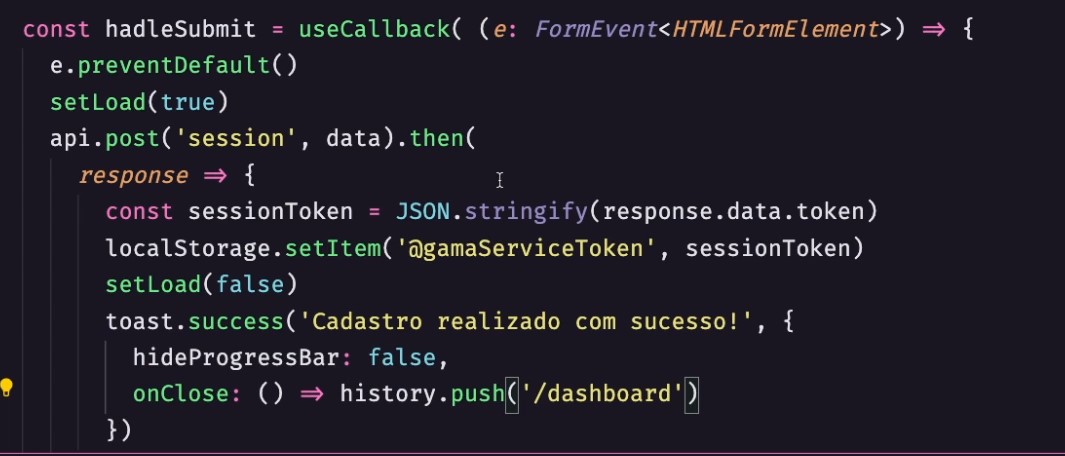 const hadleSubmit = useCallback( (e: FormEvent<HTMLFormElement>) => {
e.preventDefault()
setLoad(true)
api.post('session', data).then(
response => {
const sessionToken = JSON.stringify(response.data.token)
localStorage.setItem('@gamaServiceToken', sessionToken)
setLoad(false)
toast.success('Cadastro realizado com sucesso!', {
hideProgressBar: false,
onClose: () => history.push('/dashboard')
})